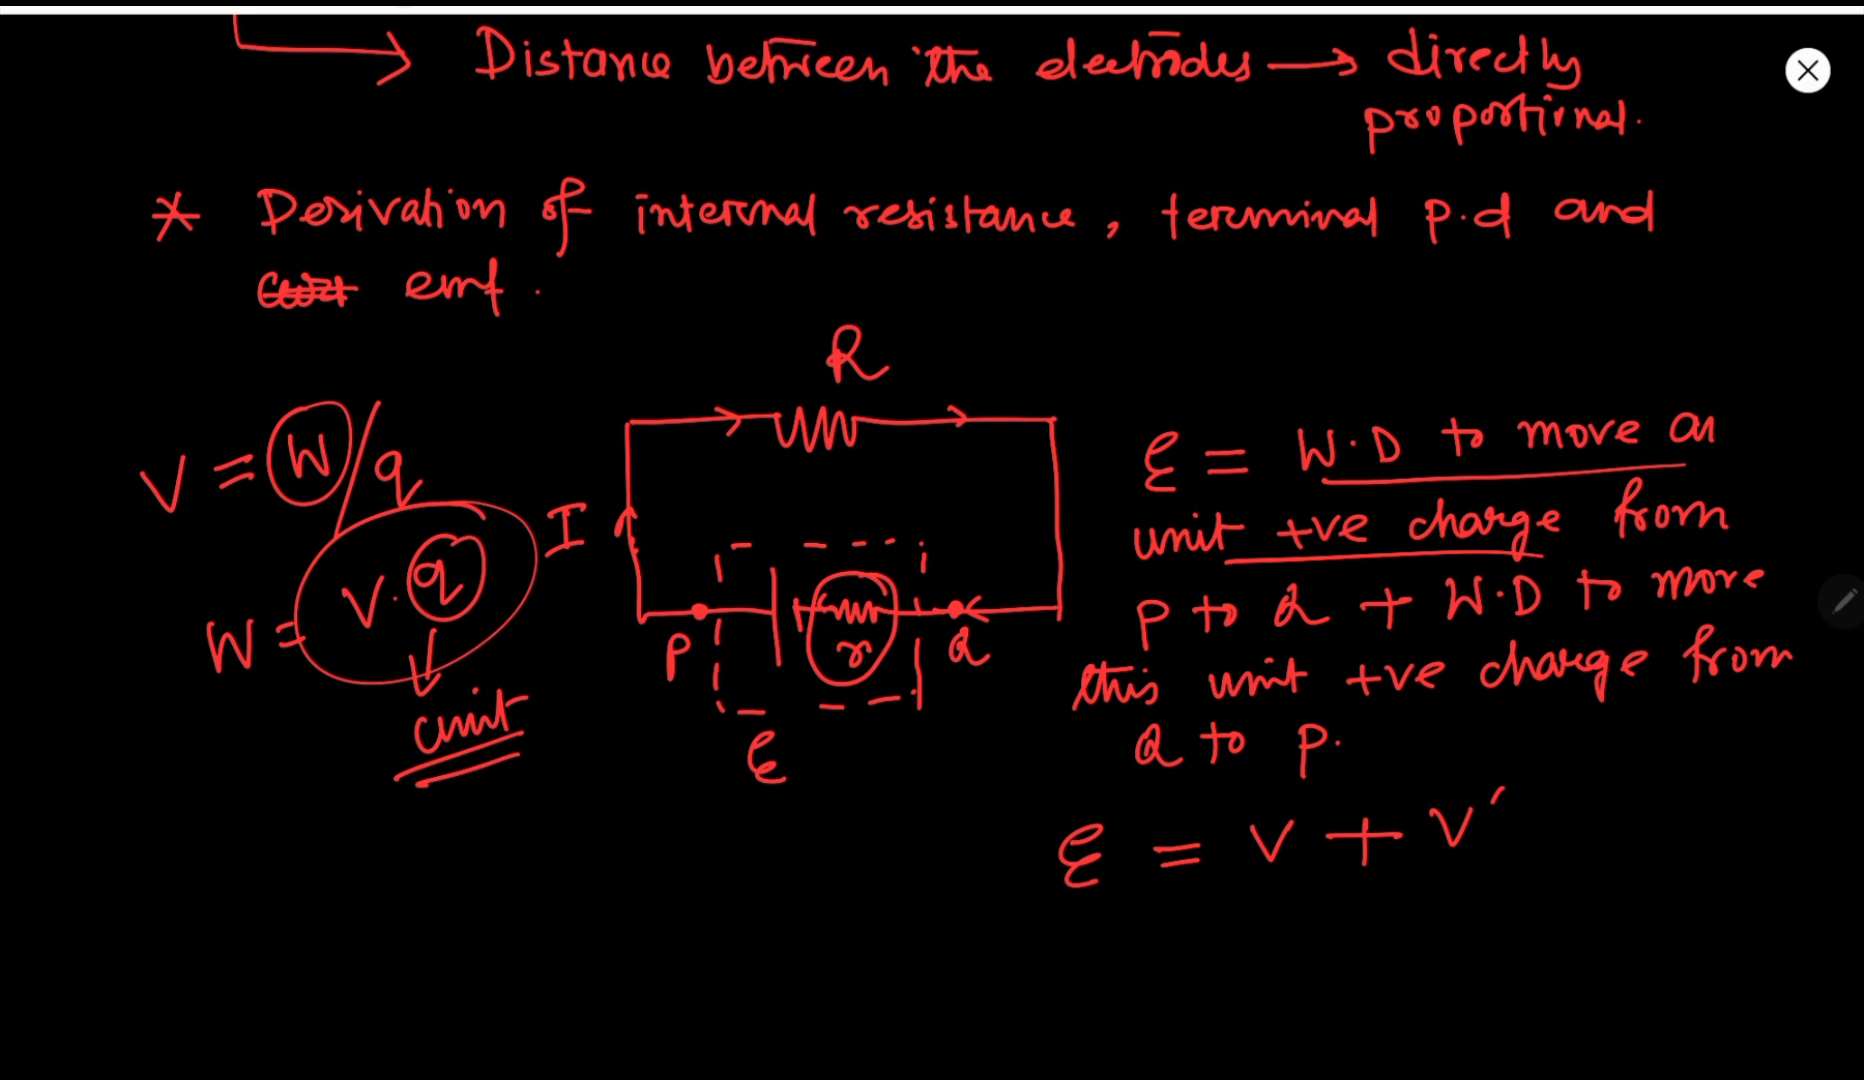 Distance between the electrodes → directly
proportional.
* Derivation of internal resistance, terminal p.d and
emf.
R
V = W/q
I
W = V.q
unit
P
r
Q
ε
ε = W.D to move an
unit +ve charge from
P to Q + W.D to move
this unit +ve charge from
Q to P.
ε = V + V'